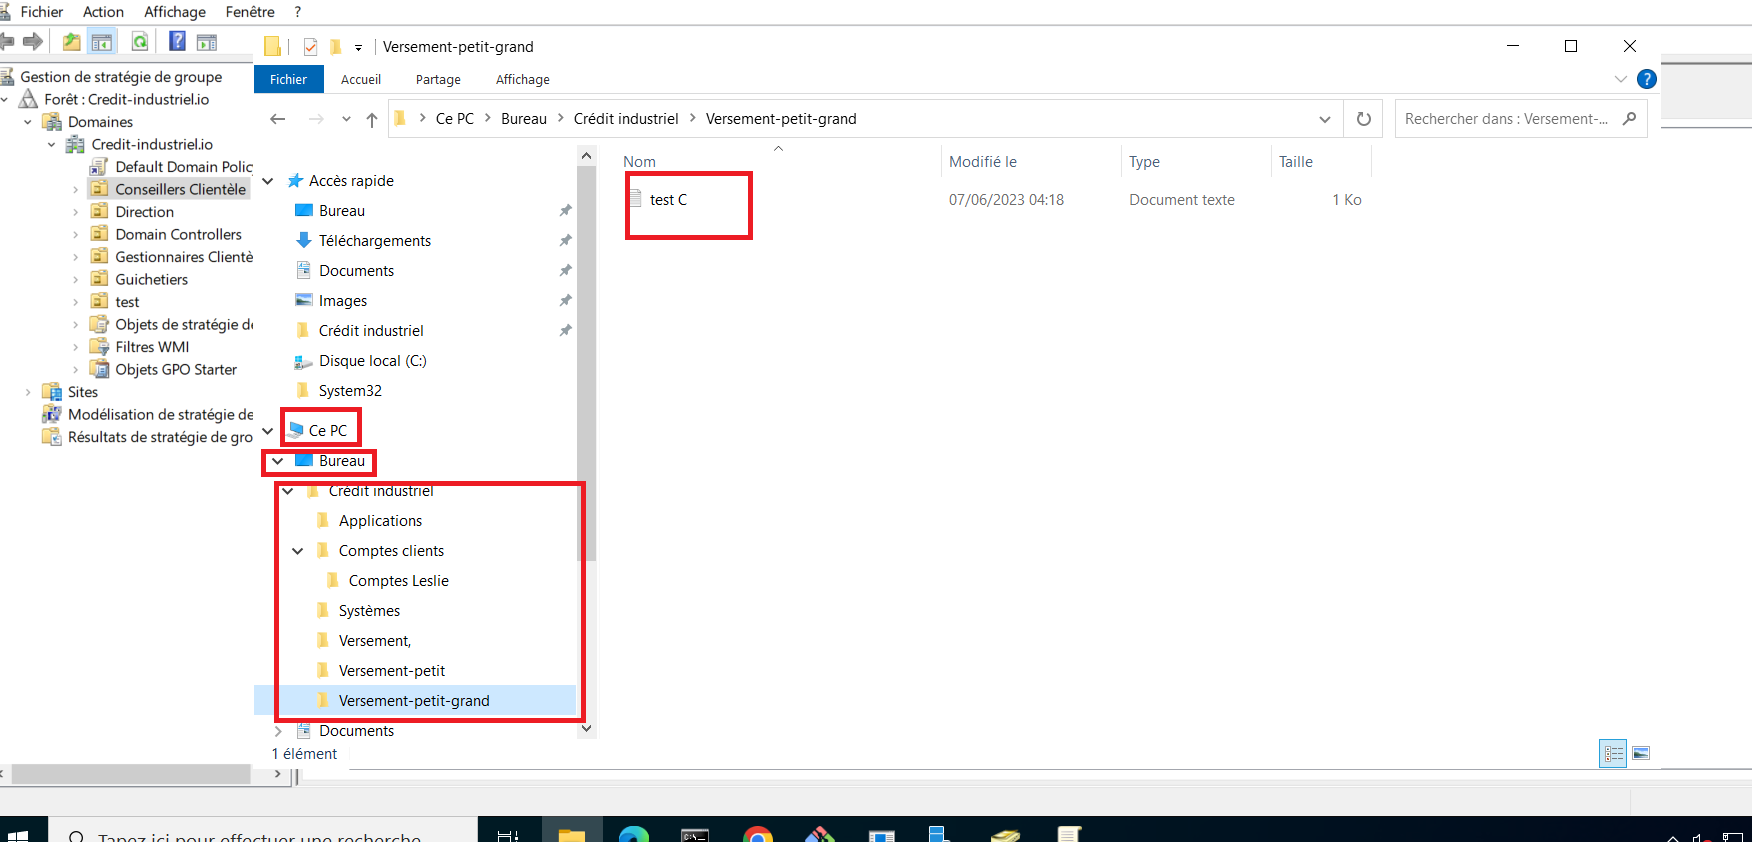 Fichier Action Affichage Fenêtre ?
Gestion de stratégie de groupe
Forêt : Credit-industriel.io
Domaines
Credit-industriel.io
Default Domain Polic
Conseillers Clientèle
Direction
Domain Controllers
Gestionnaires Clientè
Guichetiers
test
Objets de stratégie de
Filtres WMI
Objets GPO Starter
Sites
Modélisation de stratégie de
Résultats de stratégie de gro
Versement-petit-grand
Fichier Accueil Partage Affichage
Ce PC > Bureau > Crédit industriel > Versement-petit-grand
Rechercher dans : Versement-...
Accès rapide
Bureau
Téléchargements
Documents
Images
Crédit industriel
Disque local (C:)
System32
Ce PC
Bureau
Crédit industriel
Applications
Comptes clients
Comptes Leslie
Systèmes
Versement,
Versement-petit
Versement-petit-grand
Documents
Nom Modifié le Type Taille
test C 07/06/2023 04:18 Document texte 1 Ko
1 élément
Tapez ici pour effectuer une recherche